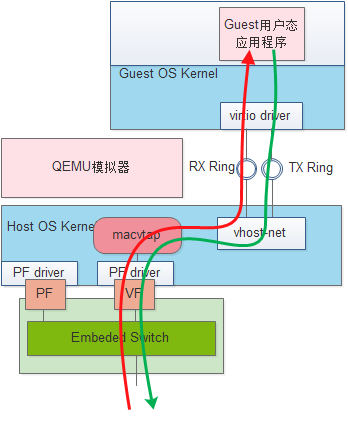 Guest用户态
应用程序
Guest OS Kernel
virtio driver
QEMU模拟器
RX Ring
TX Ring
Host OS Kernel
macvtap
vhost-net
PF driver
PF driver
PF
VF
Embeded Switch